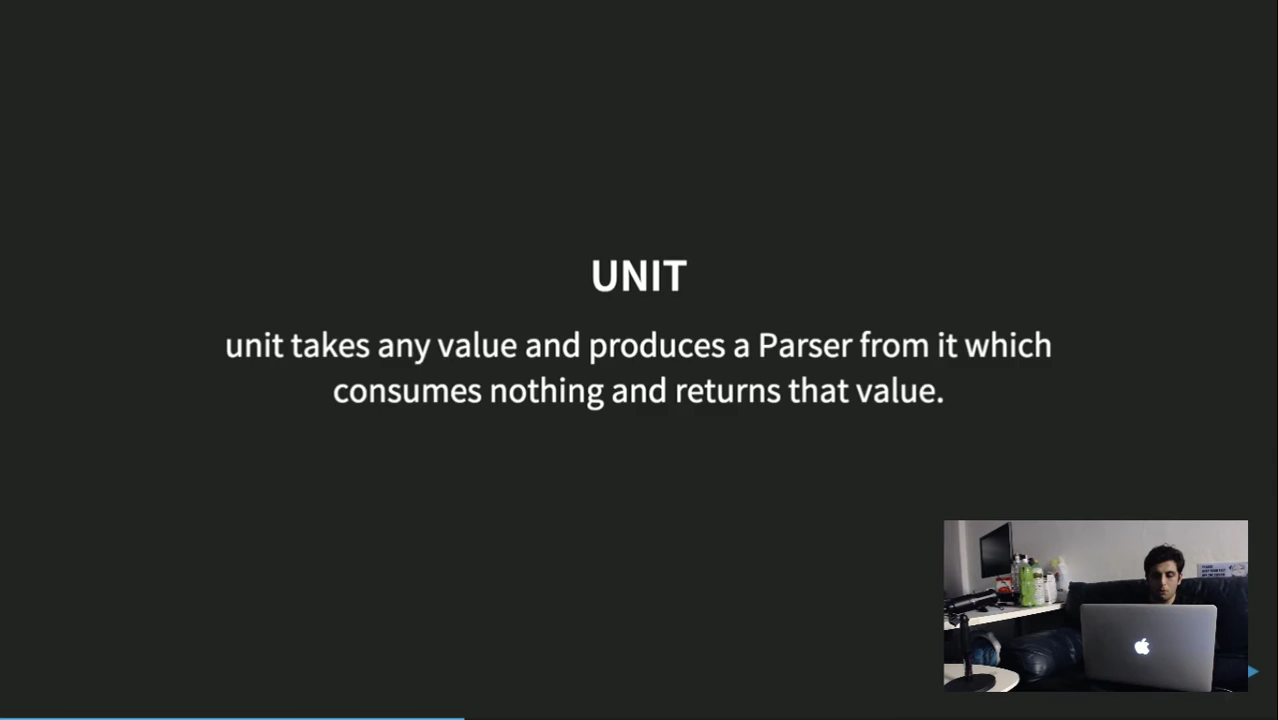 UNIT
unit takes any value and produces a Parser from it which
consumes nothing and returns that value.